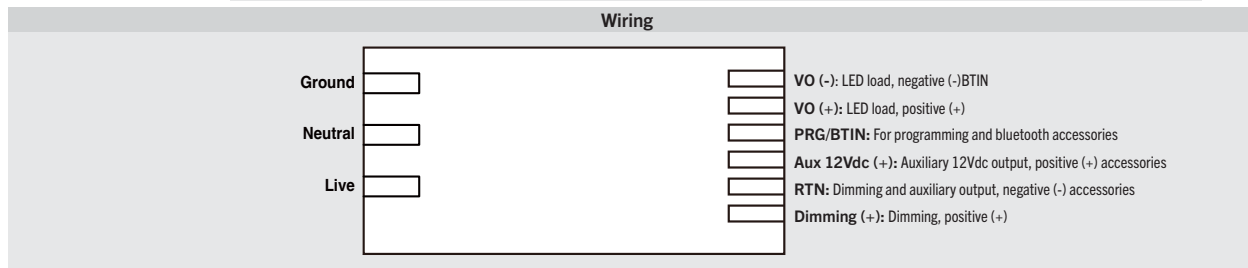 Wiring
Ground
Neutral
Live
VO (-): LED load, negative (-)BTIN
VO (+): LED load, positive (+)
PRG/BTIN: For programming and bluetooth accessories
Aux 12Vdc (+): Auxiliary 12Vdc output, positive (+) accessories
RTN: Dimming and auxiliary output, negative (-) accessories
Dimming (+): Dimming, positive (+)